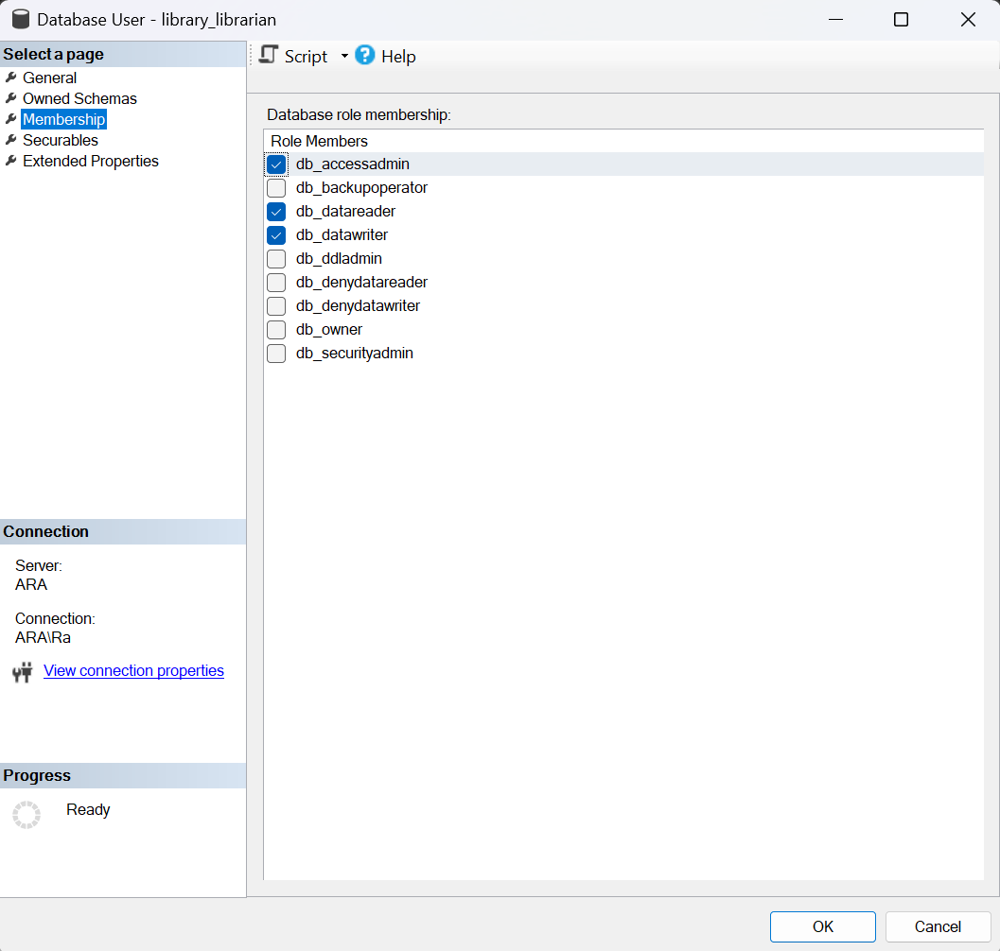 Database User - library_librarian
Select a page
General
Owned Schemas
Membership
Securables
Extended Properties
Connection
Server:
ARA
Connection:
ARA\Ra
View connection properties
Progress
Ready
Script
? Help
Database role membership:
Role Members
db_accessadmin
db_backupoperator
db_datareader
db_datawriter
db_ddladmin
db_denydatareader
db_denydatawriter
db_owner
db_securityadmin
OK
Cancel